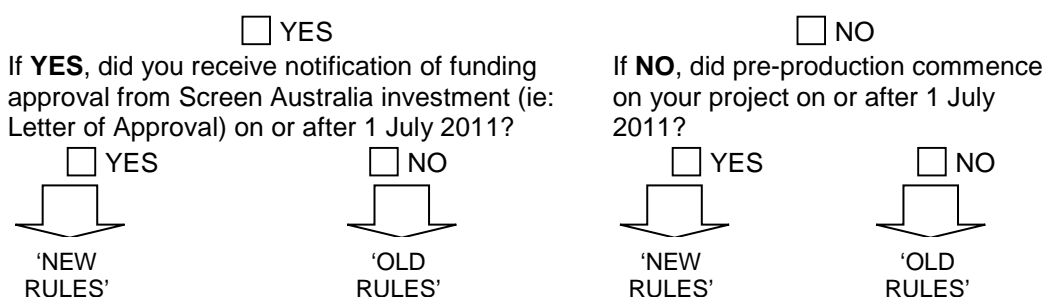 YES
If YES, did you receive notification of funding
approval from Screen Australia investment (ie:
Letter of Approval) on or after 1 July 2011?
YES
NO
‘NEW
RULES’
‘OLD
RULES’
NO
If NO, did pre-production commence
on your project on or after 1 July
2011?
YES
NO
‘NEW
RULES’
‘OLD
RULES’